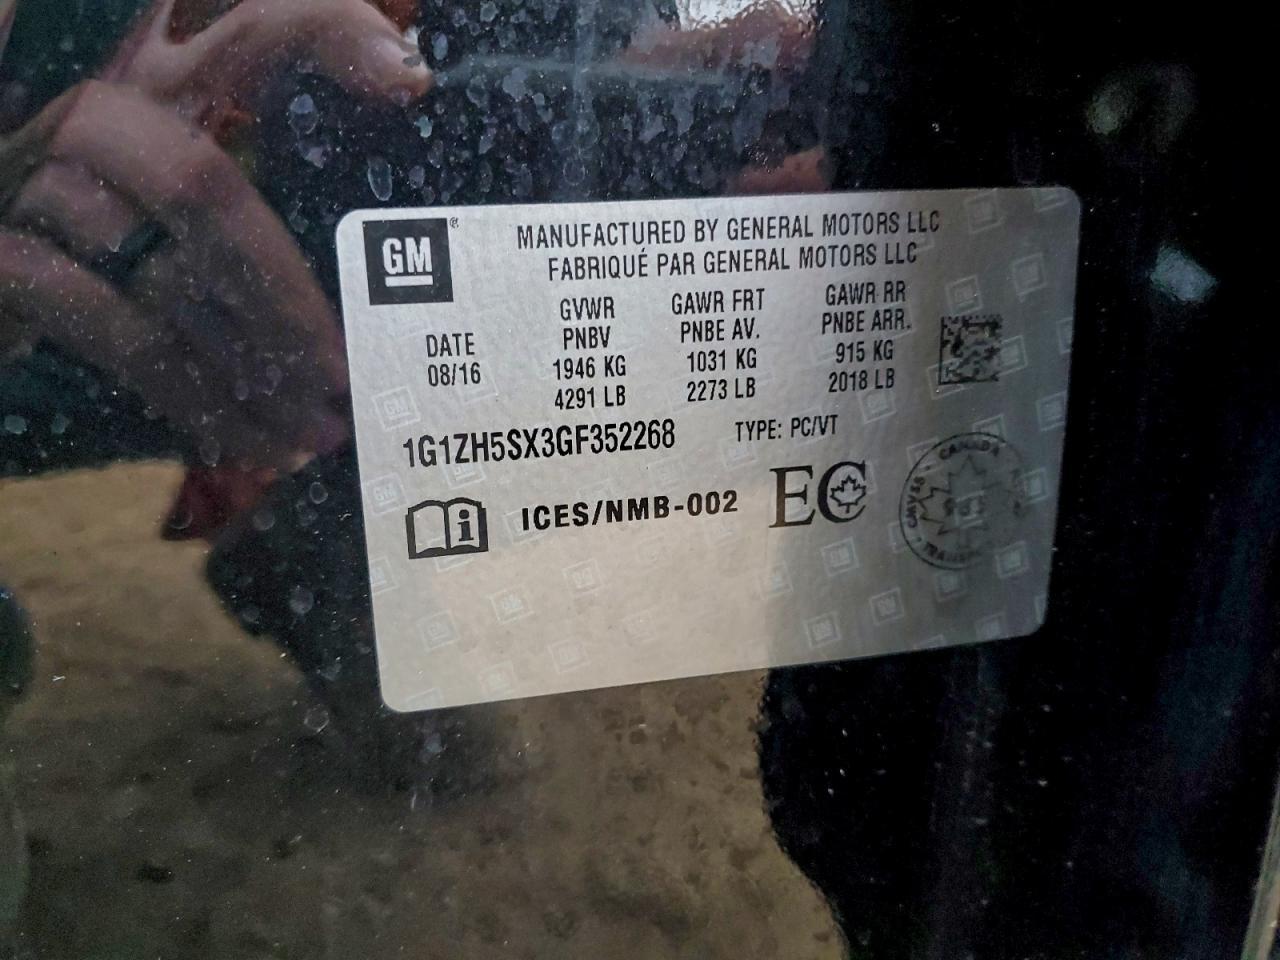 GM®
MANUFACTURED BY GENERAL MOTORS LLC
FABRIQUÉ PAR GENERAL MOTORS LLC
DATE
08/16
GVWR
PNBV
1946 KG
4291 LB
GAWR FRT
PNBE AV.
1031 KG
2273 LB
GAWR RR
PNBE ARR.
915 KG
2018 LB
1G1ZH5SX3GF352268
TYPE: PC/VT
ICES/NMB-002
EC
CANADA